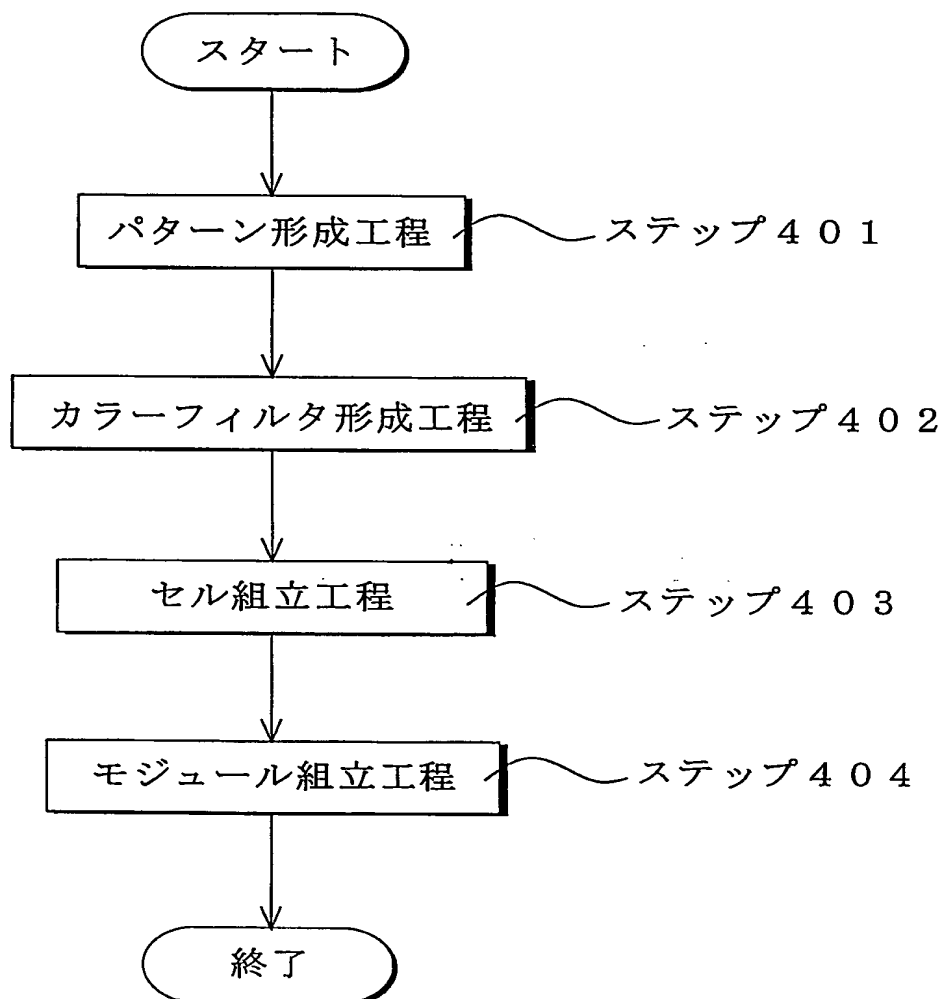 スタート
パターン形成工程
ステップ401
カラーフィルタ形成工程
ステップ402
セル組立工程
ステップ403
モジュール組立工程
ステップ404
終了